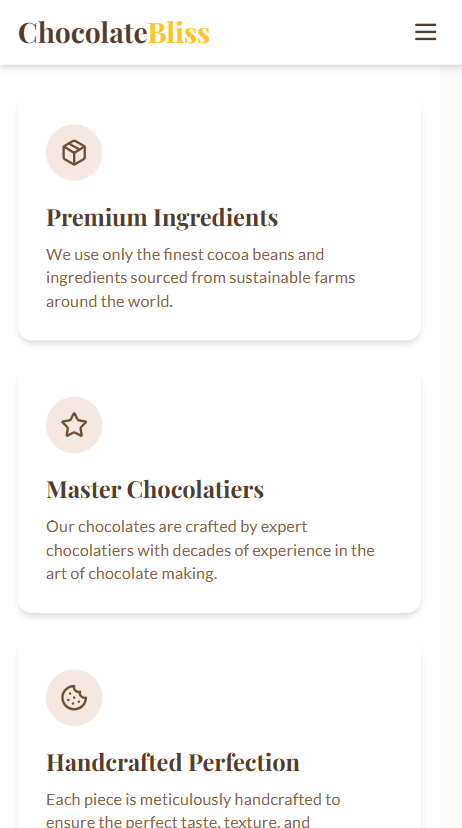 ChocolateBliss
Premium Ingredients
We use only the finest cocoa beans and
ingredients sourced from sustainable farms
around the world.
Master Chocolatiers
Our chocolates are crafted by expert
chocolatiers with decades of experience in the
art of chocolate making.
Handcrafted Perfection
Each piece is meticulously handcrafted to
ensure the perfect taste, texture, and